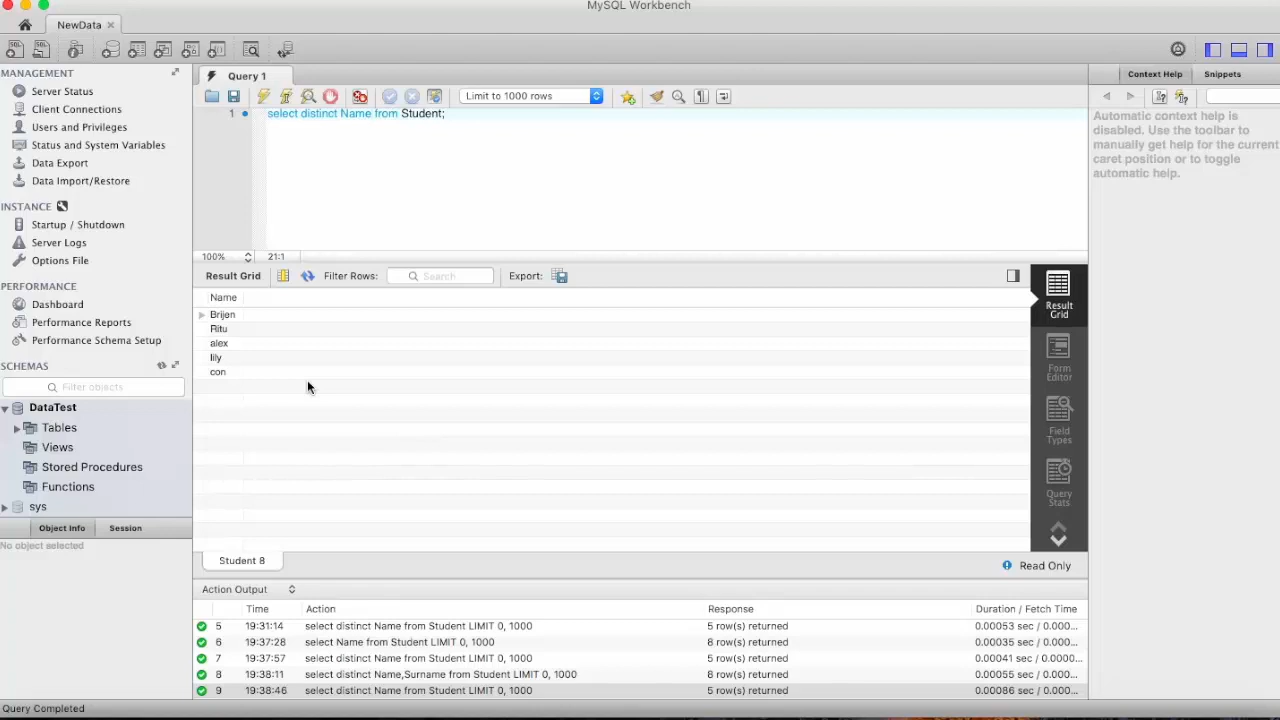 MySQL Workbench
NewData
MANAGEMENT
Server Status
Client Connections
Users and Privileges
Status and System Variables
Data Export
Data Import/Restore
INSTANCE
Startup / Shutdown
Server Logs
Options File
PERFORMANCE
Dashboard
Performance Reports
Performance Schema Setup
SCHEMAS
Filter objects
DataTest
Tables
Views
Stored Procedures
Functions
sys
Object Info Session
No object selected
Query 1
Limit to 1000 rows
1 select distinct Name from Student;
100% 21:1
Result Grid Filter Rows: Search Export:
Name
Brijen
Ritu
alex
lily
con
Result
Grid
Form
Editor
Field
Types
Query
Stats
Student 8
Read Only
Context Help Snippets
Automatic context help is
disabled. Use the toolbar to
manually get help for the current
caret position or to toggle
automatic help.
Action Output
Time Action Response Duration / Fetch Time
5 19:31:14 select distinct Name from Student LIMIT 0, 1000 5 row(s) returned 0.00053 sec / 0.000...
6 19:37:28 select Name from Student LIMIT 0, 1000 8 row(s) returned 0.00035 sec / 0.000...
7 19:37:57 select distinct Name from Student LIMIT 0, 1000 5 row(s) returned 0.00041 sec / 0.0000...
8 19:38:11 select distinct Name,Surname from Student LIMIT 0, 1000 8 row(s) returned 0.00055 sec / 0.000...
9 19:38:46 select distinct Name from Student LIMIT 0, 1000 5 row(s) returned 0.00086 sec / 0.000...
Query Completed